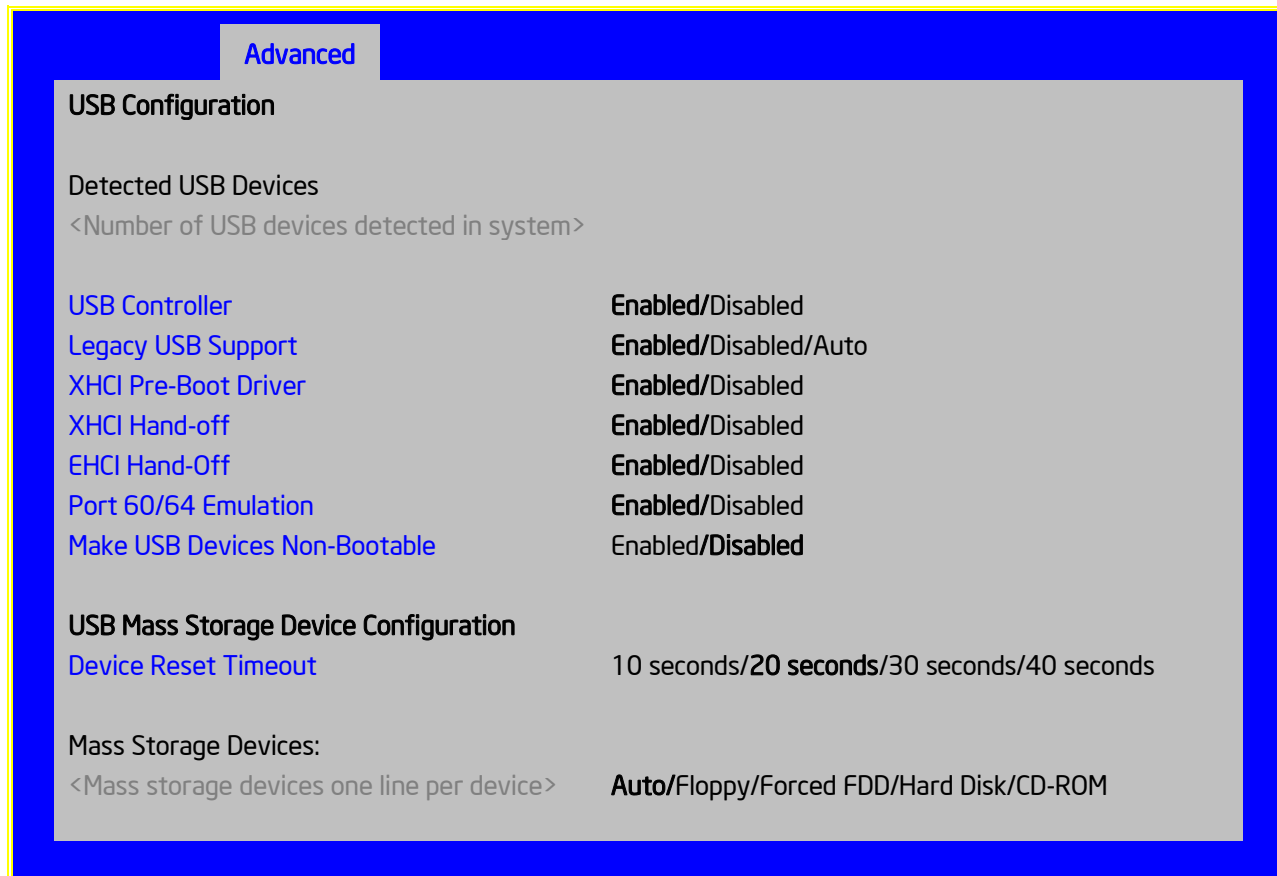 Advanced
USB Configuration
Detected USB Devices
<Number of USB devices detected in system>
USB Controller Enabled/Disabled
Legacy USB Support Enabled/Disabled/Auto
XHCI Pre-Boot Driver Enabled/Disabled
XHCI Hand-off Enabled/Disabled
EHCI Hand-Off Enabled/Disabled
Port 60/64 Emulation Enabled/Disabled
Make USB Devices Non-Bootable Enabled/Disabled
USB Mass Storage Device Configuration
Device Reset Timeout 10 seconds/20 seconds/30 seconds/40 seconds
Mass Storage Devices:
<Mass storage devices one line per device> Auto/Floppy/Forced FDD/Hard Disk/CD-ROM